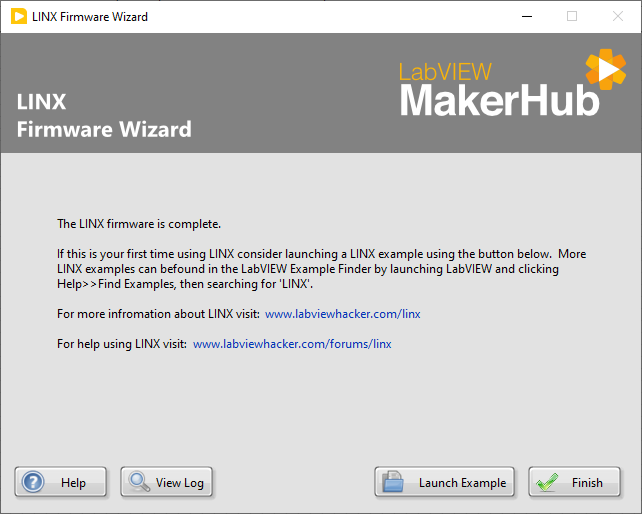 LINX Firmware Wizard
LabVIEW
MakerHub
LINX
Firmware Wizard
The LINX firmware is complete.
If this is your first time using LINX consider launching a LINX example using the button below.  More
LINX examples can befound in the LabVIEW Example Finder by launching LabVIEW and clicking
Help>>Find Examples, then searching for 'LINX'.
For more infromation about LINX visit:  www.labviewhacker.com/linx
For help using LINX visit:  www.labviewhacker.com/forums/linx
Help View Log Launch Example Finish